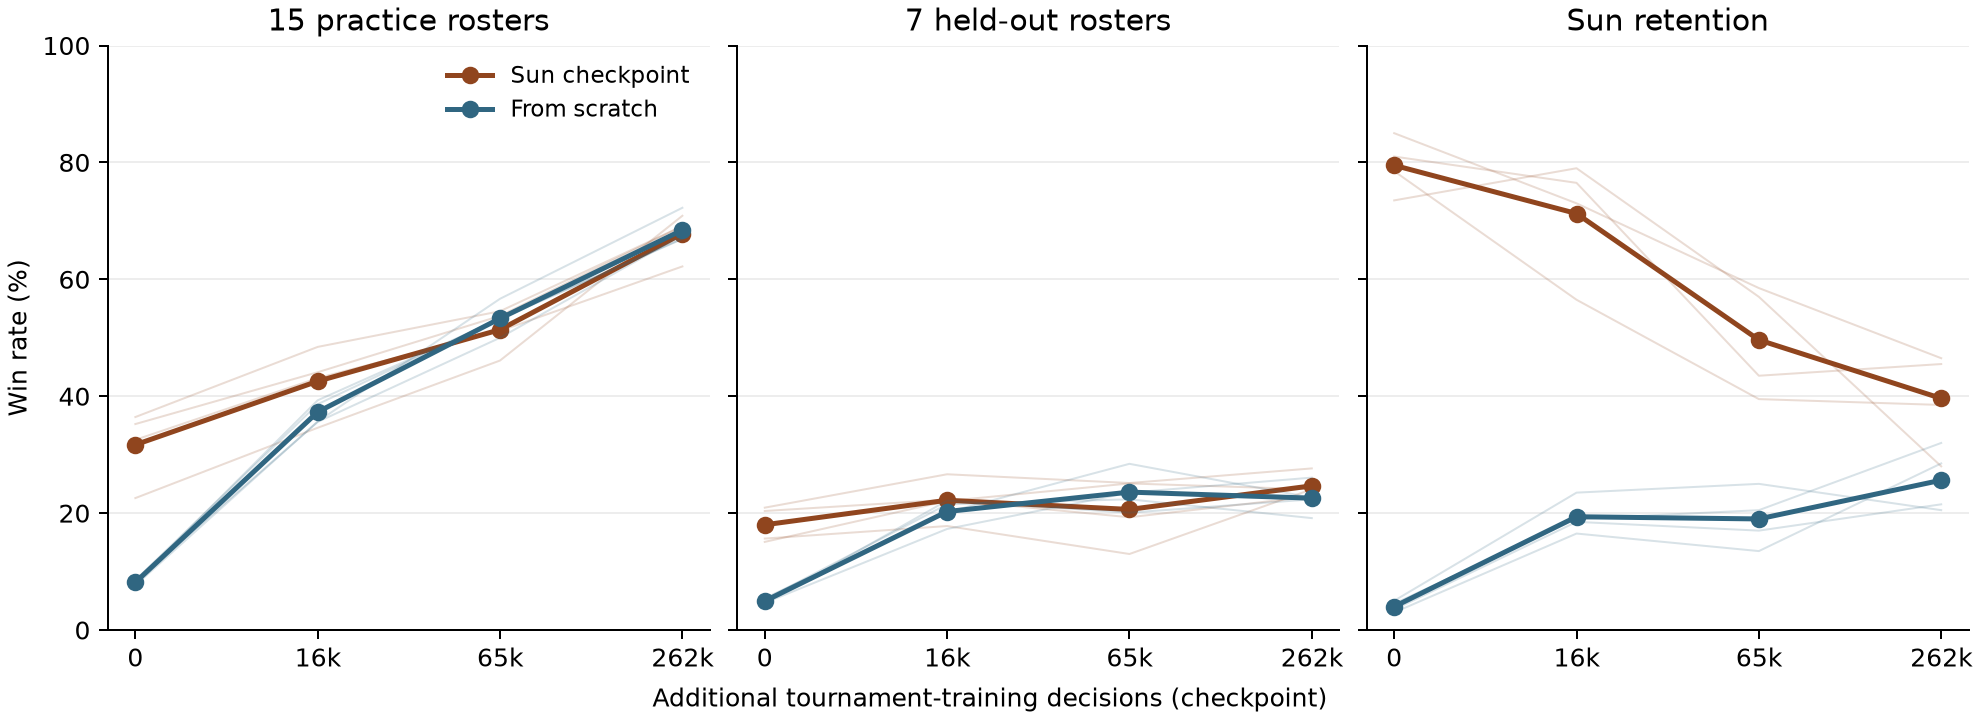 15 practice rosters
7 held-out rosters
Sun retention
Sun checkpoint
From scratch
Win rate (%)
100
80
60
40
20
0
0 16k 65k 262k
0 16k 65k 262k
0 16k 65k 262k
Additional tournament-training decisions (checkpoint)